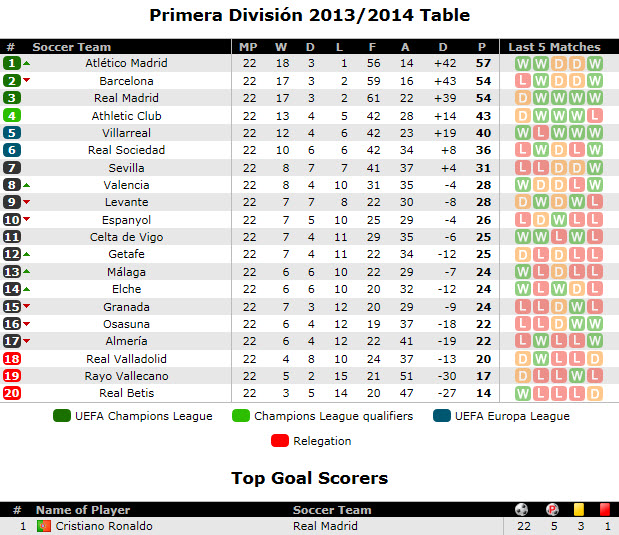 Primera División 2013/2014 Table
# Soccer Team MP W D L F A D P Last 5 Matches
1 Atlético Madrid 22 18 3 1 56 14 +42 57 W W D D W
2 Barcelona 22 17 3 2 59 16 +43 54 L W D D W
3 Real Madrid 22 17 3 2 61 22 +39 54 D W W W W
4 Athletic Club 22 13 4 5 42 28 +14 43 D W W W L
5 Villarreal 22 12 4 6 42 23 +19 40 W L W W W
6 Real Sociedad 22 10 6 6 42 34 +8 36 L W D L W
7 Sevilla 22 8 7 7 41 37 +4 31 L L D D W
8 Valencia 22 8 4 10 31 35 -4 28 W D D L W
9 Levante 22 7 7 8 22 30 -8 28 D W D W L
10 Espanyol 22 7 5 10 25 29 -4 26 L D W L L
11 Celta de Vigo 22 7 4 11 29 35 -6 25 W W L W L
12 Getafe 22 7 4 11 22 34 -12 25 D L D L L
13 Málaga 22 6 6 10 22 29 -7 24 W L D L W
14 Elche 22 6 6 10 20 32 -12 24 W L W D L
15 Granada 22 7 3 12 20 29 -9 24 L L D W L
16 Osasuna 22 6 4 12 19 37 -18 22 L L D W W
17 Almería 22 6 4 12 22 41 -19 22 L W L L W
18 Real Valladolid 22 4 8 10 24 37 -13 20 D W L L D
19 Rayo Vallecano 22 5 2 15 21 51 -30 17 D L L L W
20 Real Betis 22 3 5 14 20 47 -27 14 W L L L D
UEFA Champions League Champions League qualifiers UEFA Europa League
Relegation
Top Goal Scorers
# Name of Player Soccer Team P
1 Cristiano Ronaldo Real Madrid 22 5 3 1